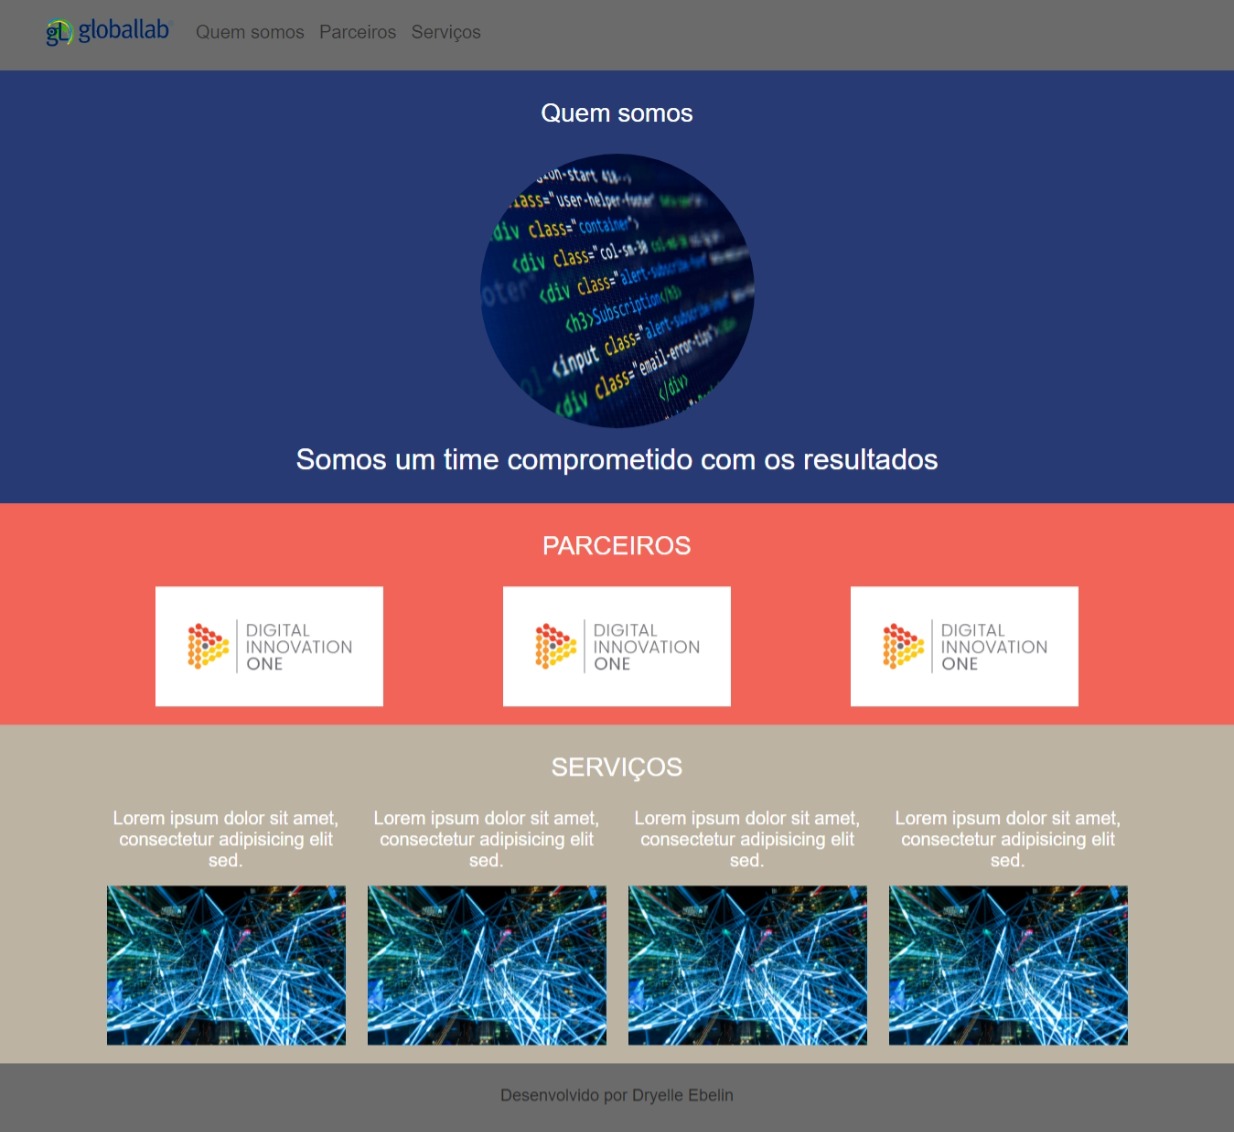 gL globallab
Quem somos
Parceiros
Serviços
Quem somos
ion-start 410-->
lass="user-helper-footer"
div class="container">
<div class="col-sm-30
<div class="alert-subscribe-form"
<h3>Subscription</h3>
<input class="alert-subscribe-
<div class="email-error-tips">
</div>
Somos um time comprometido com os resultados
PARCEIROS
DIGITAL
INNOVATION
ONE
DIGITAL
INNOVATION
ONE
DIGITAL
INNOVATION
ONE
SERVIÇOS
Lorem ipsum dolor sit amet,
consectetur adipisicing elit
sed.
Lorem ipsum dolor sit amet,
consectetur adipisicing elit
sed.
Lorem ipsum dolor sit amet,
consectetur adipisicing elit
sed.
Lorem ipsum dolor sit amet,
consectetur adipisicing elit
sed.
Desenvolvido por Dryelle Ebelin